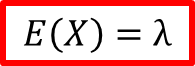 E(X) = λ